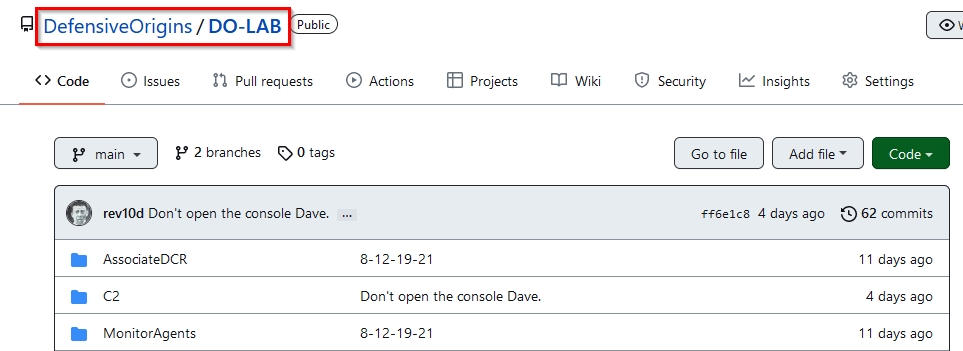 DefensiveOrigins / DO-LAB Public
Code Issues Pull requests Actions Projects Wiki Security Insights Settings
main 2 branches 0 tags Go to file Add file Code
rev10d Don't open the console Dave. ... ff6e1c8 4 days ago 62 commits
AssociateDCR 8-12-19-21 11 days ago
C2 Don't open the console Dave. 4 days ago
MonitorAgents 8-12-19-21 11 days ago